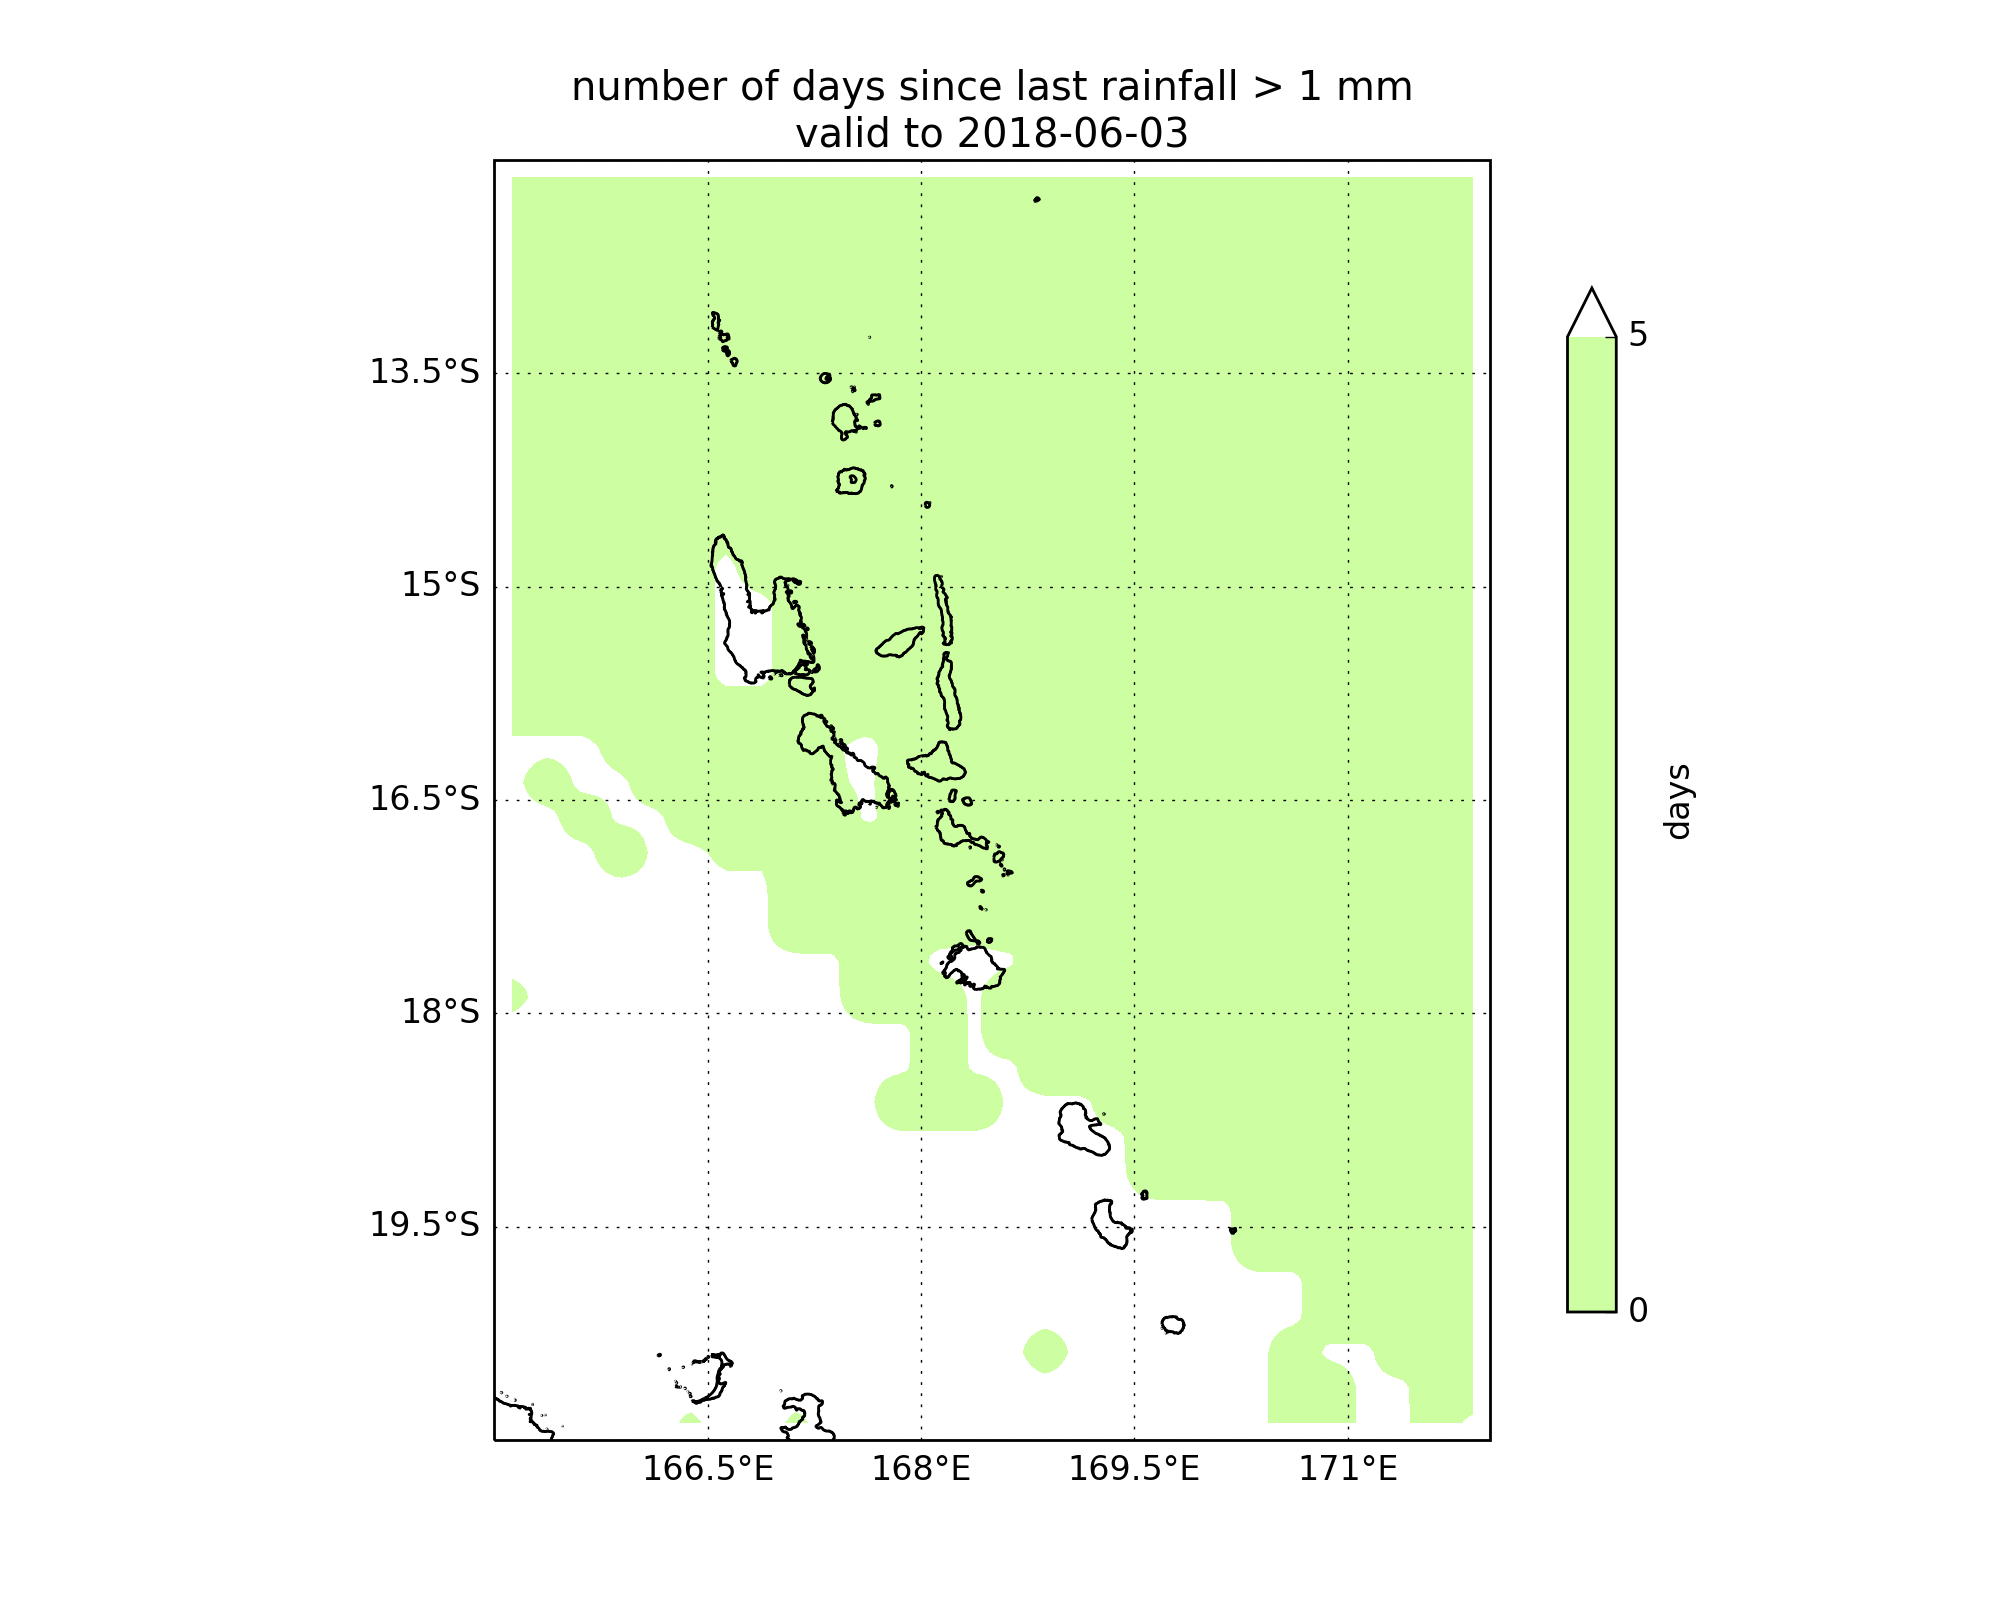 number of days since last rainfall > 1 mm
valid to 2018-06-03
13.5°S
15°S
16.5°S
18°S
19.5°S
166.5°E
168°E
169.5°E
171°E
5
0
days